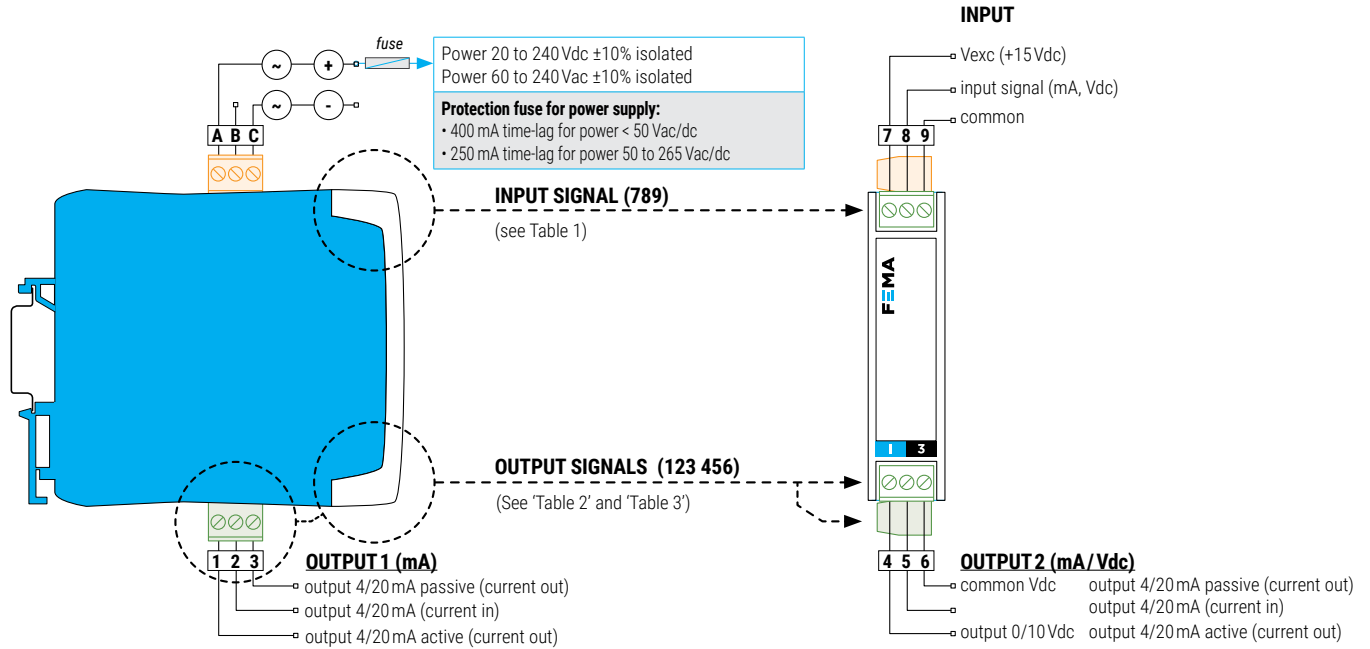 INPUT
fuse
Power 20 to 240 Vdc ±10% isolated
Power 60 to 240 Vac ±10% isolated
Protection fuse for power supply:
• 400 mA time-lag for power < 50 Vac/dc
• 250 mA time-lag for power 50 to 265 Vac/dc
~ +
~ -
A B C
Vexc (+15 Vdc)
input signal (mA, Vdc)
common
7 8 9
INPUT SIGNAL (789)
(see Table 1)
FEMA
I 3
OUTPUT SIGNALS (123 456)
(See ‘Table 2’ and ‘Table 3’)
1 2 3
OUTPUT 1 (mA)
output 4/20 mA passive (current out)
output 4/20 mA (current in)
output 4/20 mA active (current out)
4 5 6
OUTPUT 2 (mA / Vdc)
common Vdc output 4/20 mA passive (current out)
output 4/20 mA (current in)
output 0/10 Vdc output 4/20 mA active (current out)